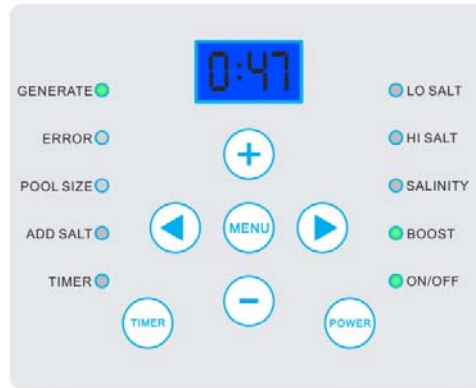 0:47
GENERATE
ERROR
POOL SIZE
ADD SALT
TIMER
LO SALT
HI SALT
SALINITY
BOOST
ON/OFF
+
MENU
-
TIMER
POWER